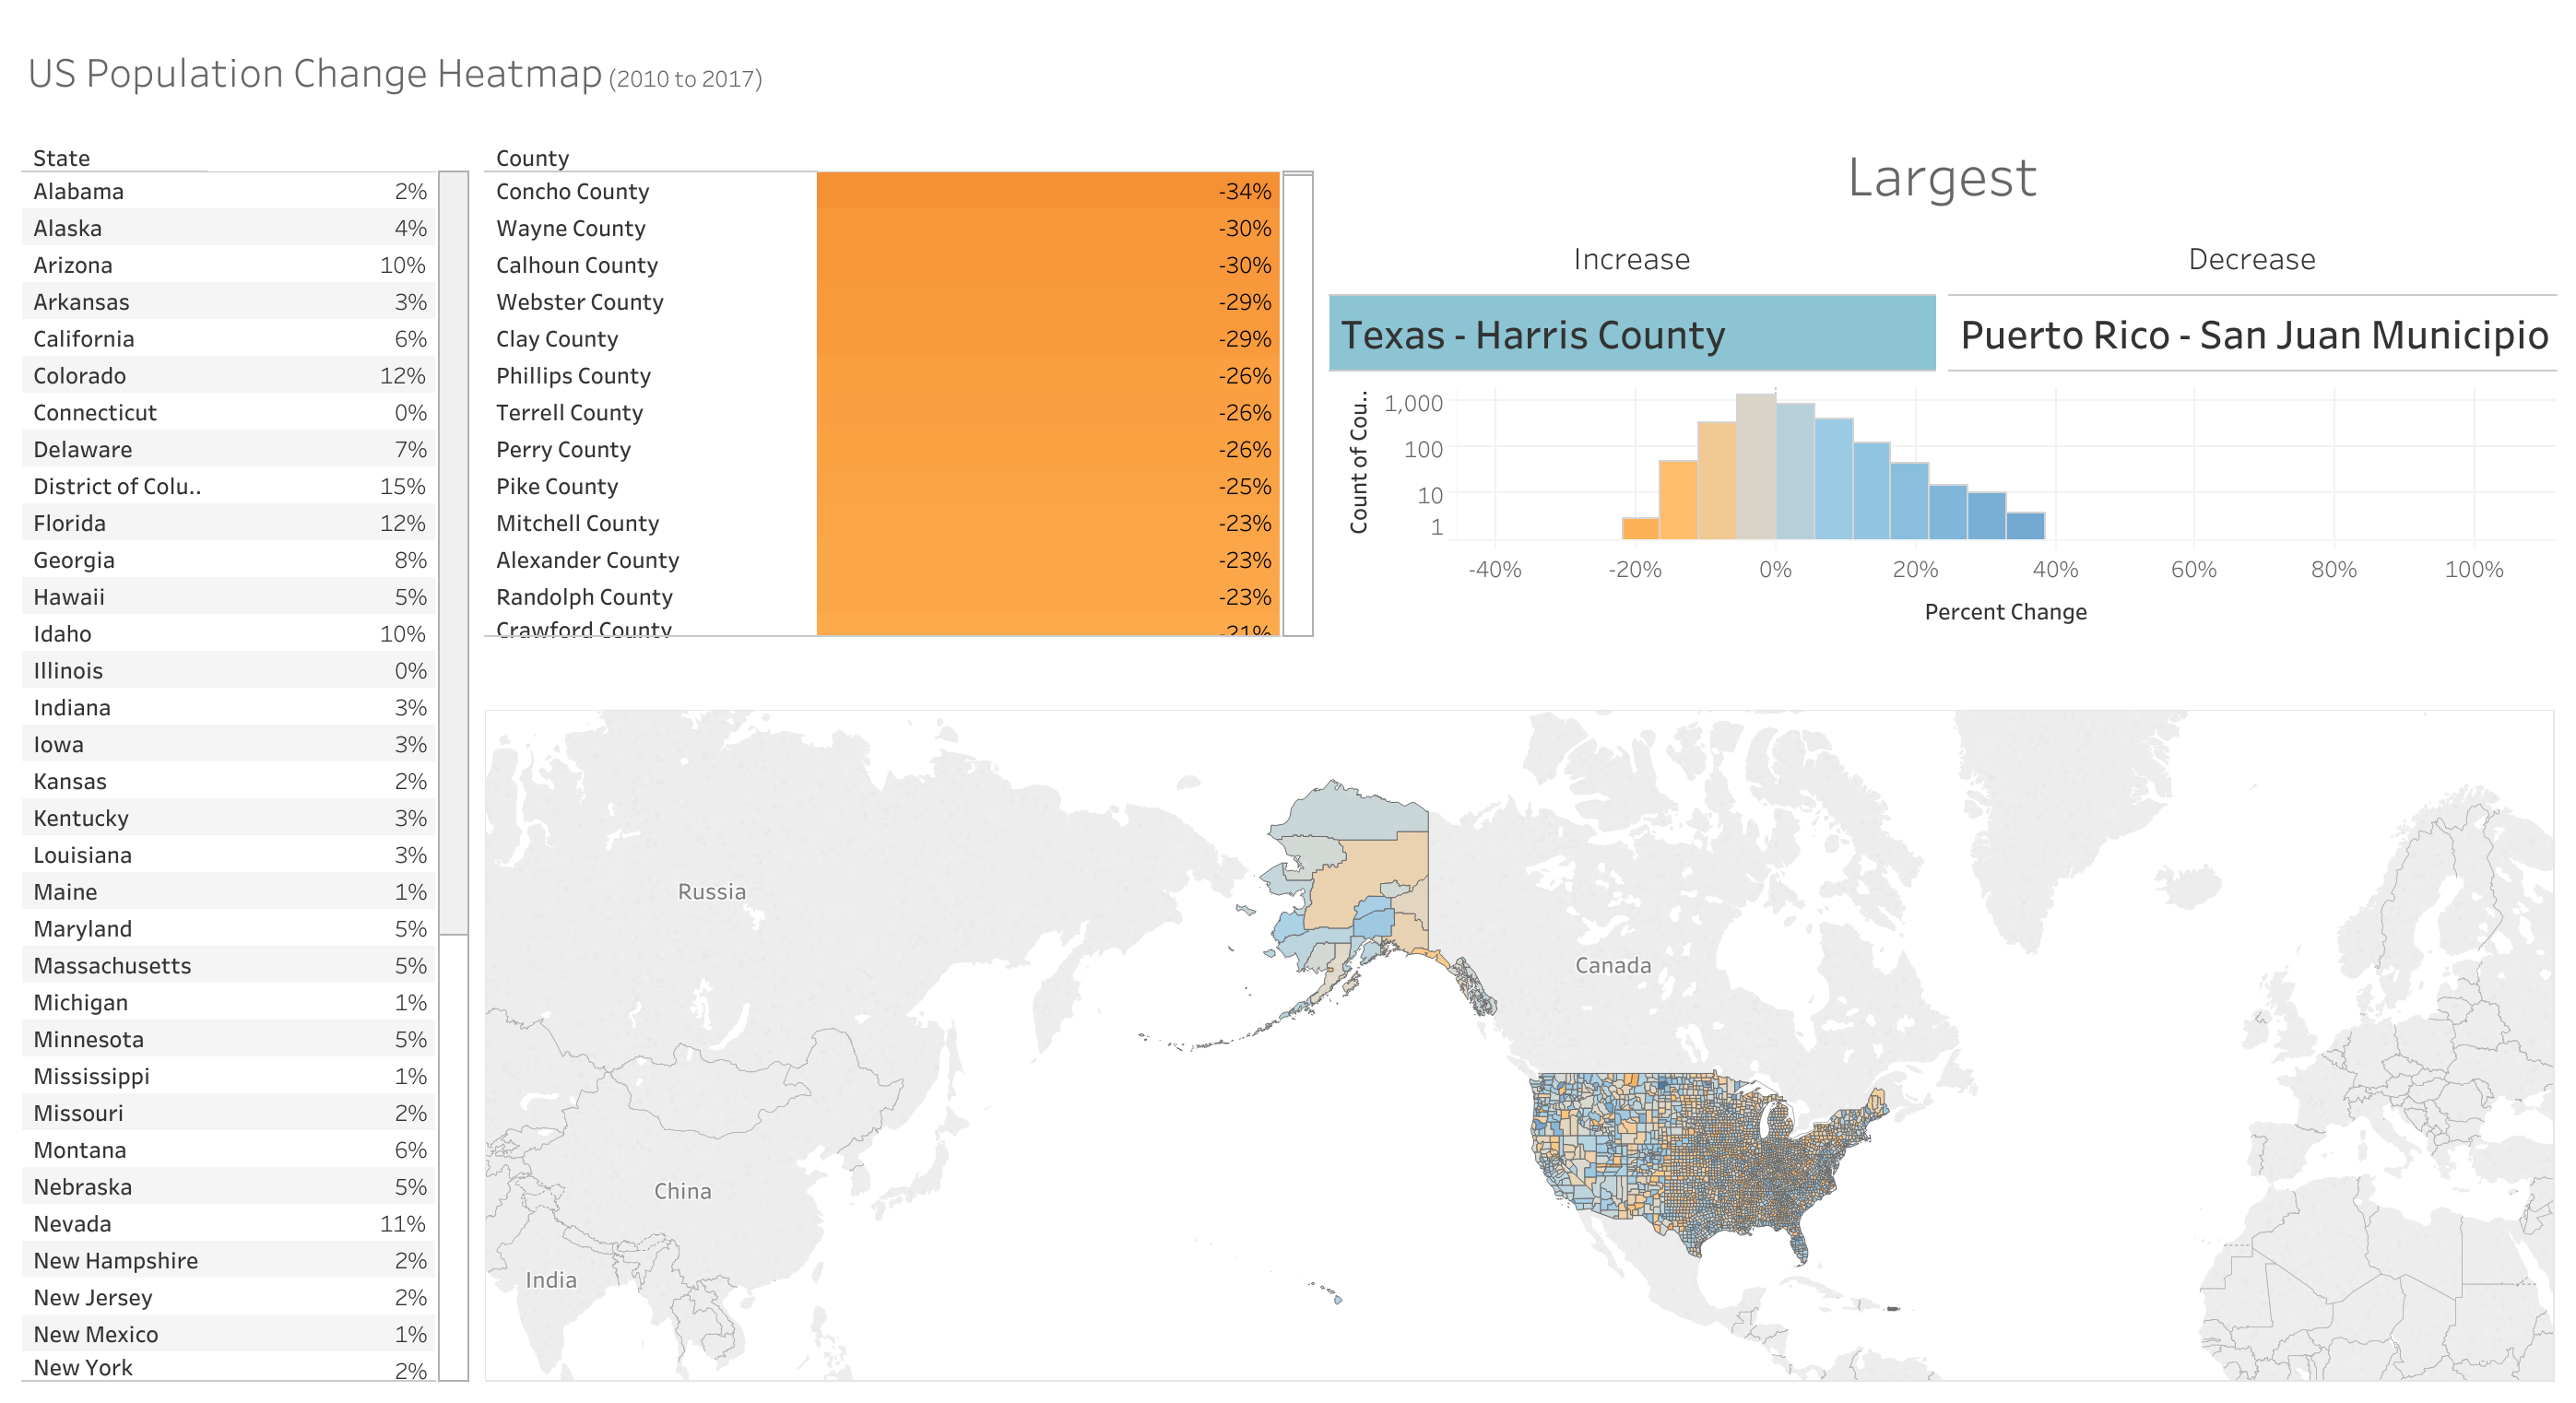 US Population Change Heatmap (2010 to 2017)
State
Alabama 2%
Alaska 4%
Arizona 10%
Arkansas 3%
California 6%
Colorado 12%
Connecticut 0%
Delaware 7%
District of Colu.. 15%
Florida 12%
Georgia 8%
Hawaii 5%
Idaho 10%
Illinois 0%
Indiana 3%
Iowa 3%
Kansas 2%
Kentucky 3%
Louisiana 3%
Maine 1%
Maryland 5%
Massachusetts 5%
Michigan 1%
Minnesota 5%
Mississippi 1%
Missouri 2%
Montana 6%
Nebraska 5%
Nevada 11%
New Hampshire 2%
New Jersey 2%
New Mexico 1%
New York 2%
County
Concho County -34%
Wayne County -30%
Calhoun County -30%
Webster County -29%
Clay County -29%
Phillips County -26%
Terrell County -26%
Perry County -26%
Pike County -25%
Mitchell County -23%
Alexander County -23%
Randolph County -23%
Crawford County -21%
Largest
Increase
Decrease
Texas - Harris County
Puerto Rico - San Juan Municipio
Count of Cou..
1,000
100
10
1
-40% -20% 0% 20% 40% 60% 80% 100%
Percent Change
Russia
Canada
China
India